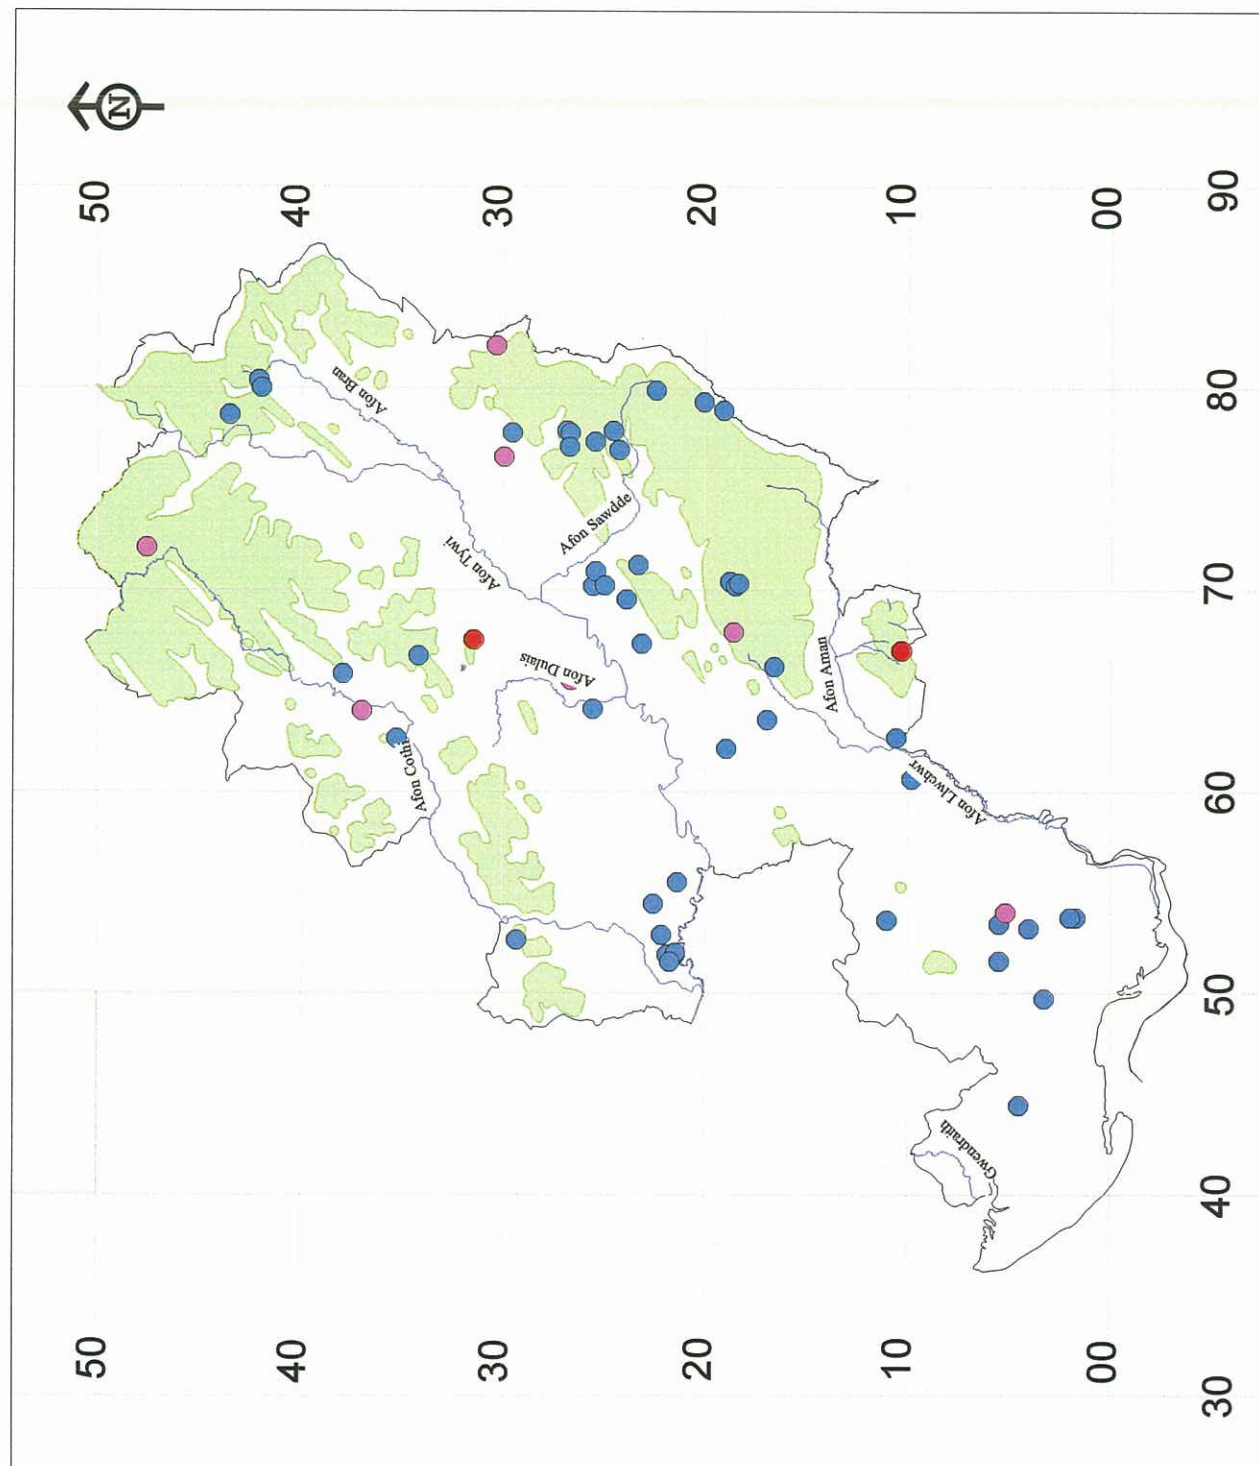 N
50 50
40 40
Afon Bran
Afon Cothi
Afon Tywi
30 30
Afon Dulais
Afon Sawdde
20 20
Afon Aman
10 10
Afon Llwchwr
Gwendraith
00 00
30 40 50 60 70 80 90